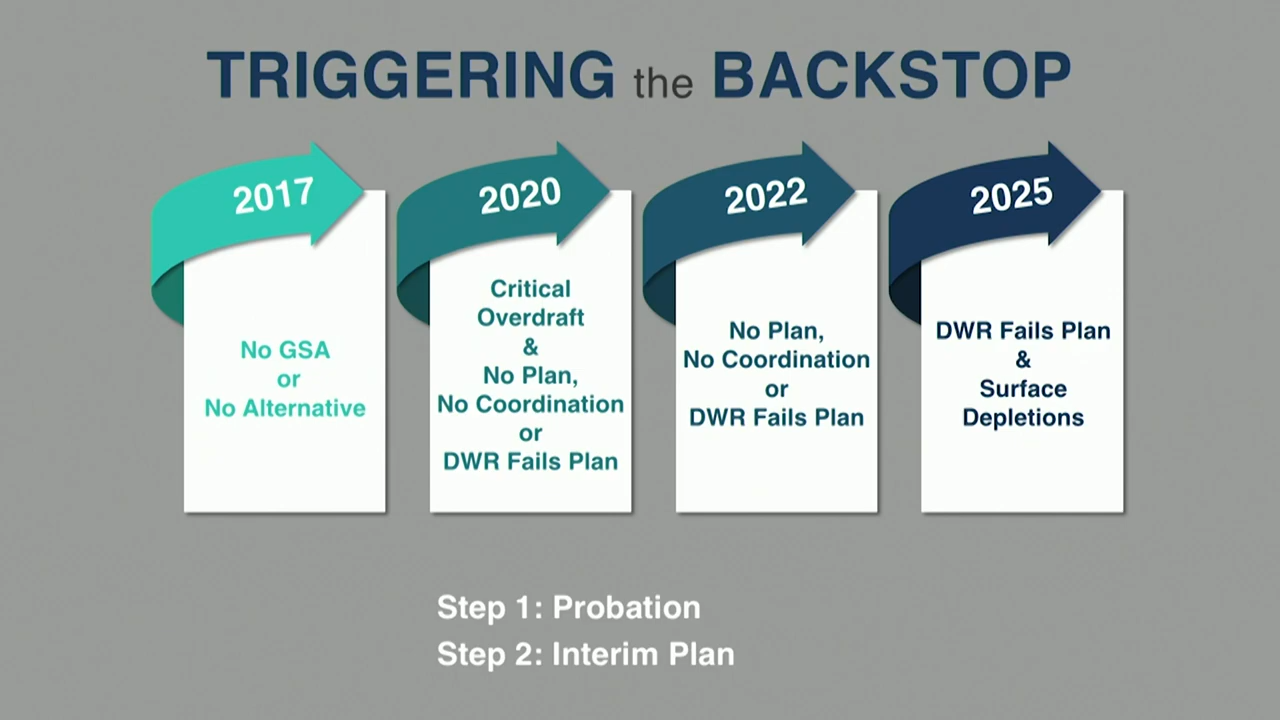 TRIGGERING the BACKSTOP
2017
No GSA
or
No Alternative
2020
Critical
Overdraft
&
No Plan,
No Coordination
or
DWR Fails Plan
2022
No Plan,
No Coordination
or
DWR Fails Plan
2025
DWR Fails Plan
&
Surface
Depletions
Step 1: Probation
Step 2: Interim Plan